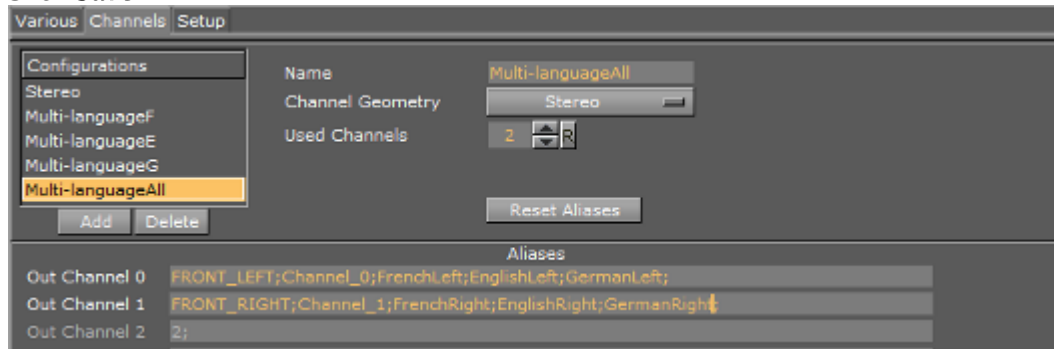 Various Channels Setup
Configurations
Stereo
Multi-languageF
Multi-languageE
Multi-languageG
Multi-languageAll
Add Delete
Name Multi-languageAll
Channel Geometry Stereo
Used Channels 2 R
Reset Aliases
Aliases
Out Channel 0 FRONT_LEFT;Channel_0;FrenchLeft;EnglishLeft;GermanLeft;
Out Channel 1 FRONT_RIGHT;Channel_1;FrenchRight;EnglishRight;GermanRight;
Out Channel 2 2;